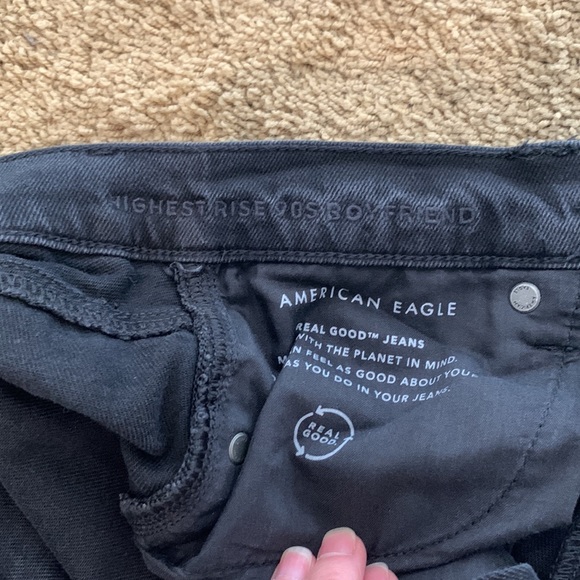 HIGHEST RISE 90S BOYFRIEND
AMERICAN EAGLE
REAL GOOD™ JEANS
WITH THE PLANET IN MIND.
FEEL AS GOOD ABOUT
AS YOU DO IN YOUR JEANS.
REAL
GOOD.